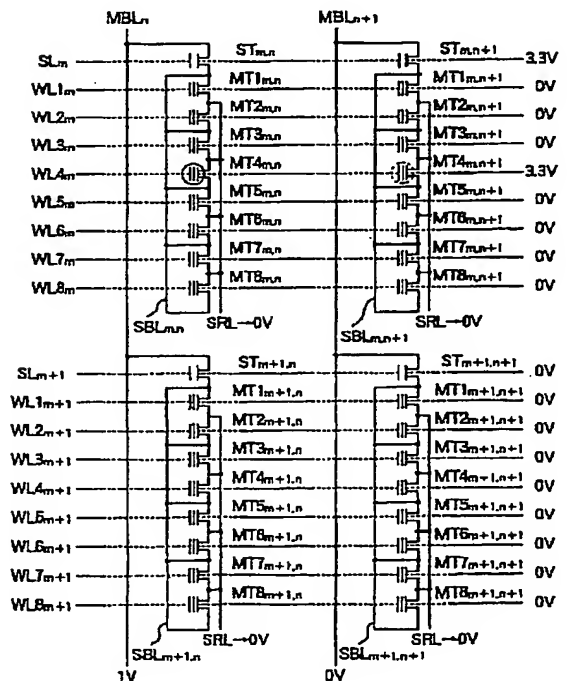 MBLn MBLn+1
SLm STm,n STm,n+1 3.3V
WL1m MT1m,n MT1m,n+1 0V
WL2m MT2m,n MT2m,n+1 0V
WL3m MT3m,n MT3m,n+1 0V
WL4m MT4m,n MT4m,n+1 3.3V
WL5m MT5m,n MT5m,n+1 0V
WL6m MT6m,n MT6m,n+1 0V
WL7m MT7m,n MT7m,n+1 0V
WL8m MT8m,n MT8m,n+1 0V
SBLm,n SRL→0V SBLm,n+1 SRL→0V
SLm+1 STm+1,n STm+1,n+1 0V
WL1m+1 MT1m+1,n MT1m+1,n+1 0V
WL2m+1 MT2m+1,n MT2m+1,n+1 0V
WL3m+1 MT3m+1,n MT3m+1,n+1 0V
WL4m+1 MT4m+1,n MT4m+1,n+1 0V
WL5m+1 MT5m+1,n MT5m+1,n+1 0V
WL6m+1 MT6m+1,n MT6m+1,n+1 0V
WL7m+1 MT7m+1,n MT7m+1,n+1 0V
WL8m+1 MT8m+1,n MT8m+1,n+1 0V
SBLm+1,n SRL→0V SBLm+1,n+1 SRL→0V
1V 0V